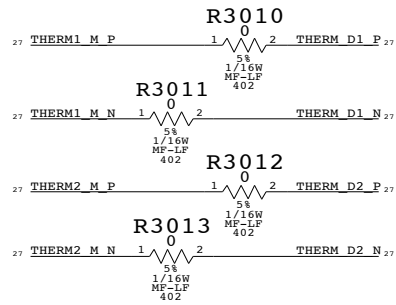 R3010
0
27 THERM1_M_P 1 2 THERM_D1_P 27
5%
1/16W
MF-LF
402
R3011
0
27 THERM1_M_N 1 2 THERM_D1_N 27
5%
1/16W
MF-LF
402
R3012
0
27 THERM2_M_P 1 2 THERM_D2_P 27
5%
1/16W
MF-LF
402
R3013
0
27 THERM2_M_N 1 2 THERM_D2_N 27
5%
1/16W
MF-LF
402